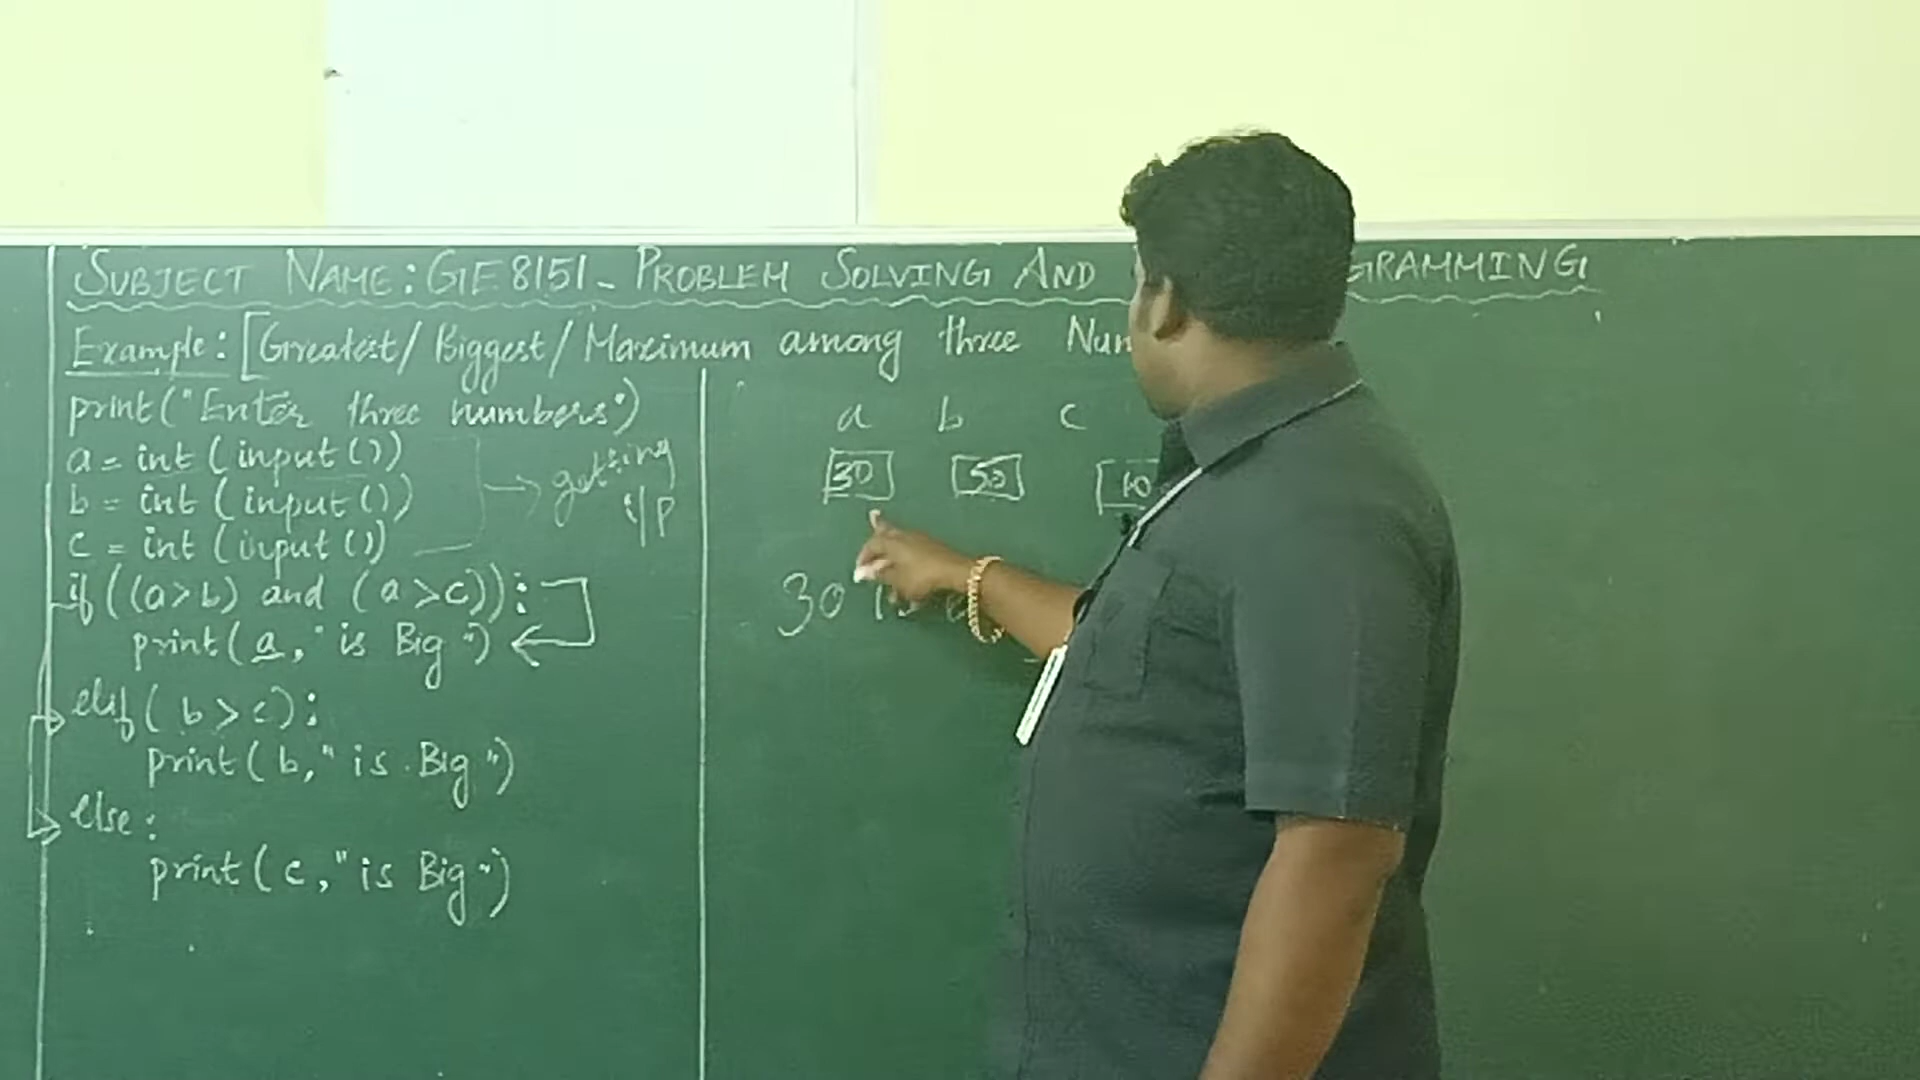 SUBJECT NAME: GE8151 - PROBLEM SOLVING AND GRAMMING
Example: [Greatest/ Biggest/ Maximum among three Num
print("Enter three numbers")
a = int (input ())
b = int (input ())
c = int (input ())
getting
i/p
if ((a>b) and (a>c)):
print(a, "is Big")
elif ( b > c):
print( b, "is Big")
else:
print( c, "is Big")
a b c
30 50 10
30 is